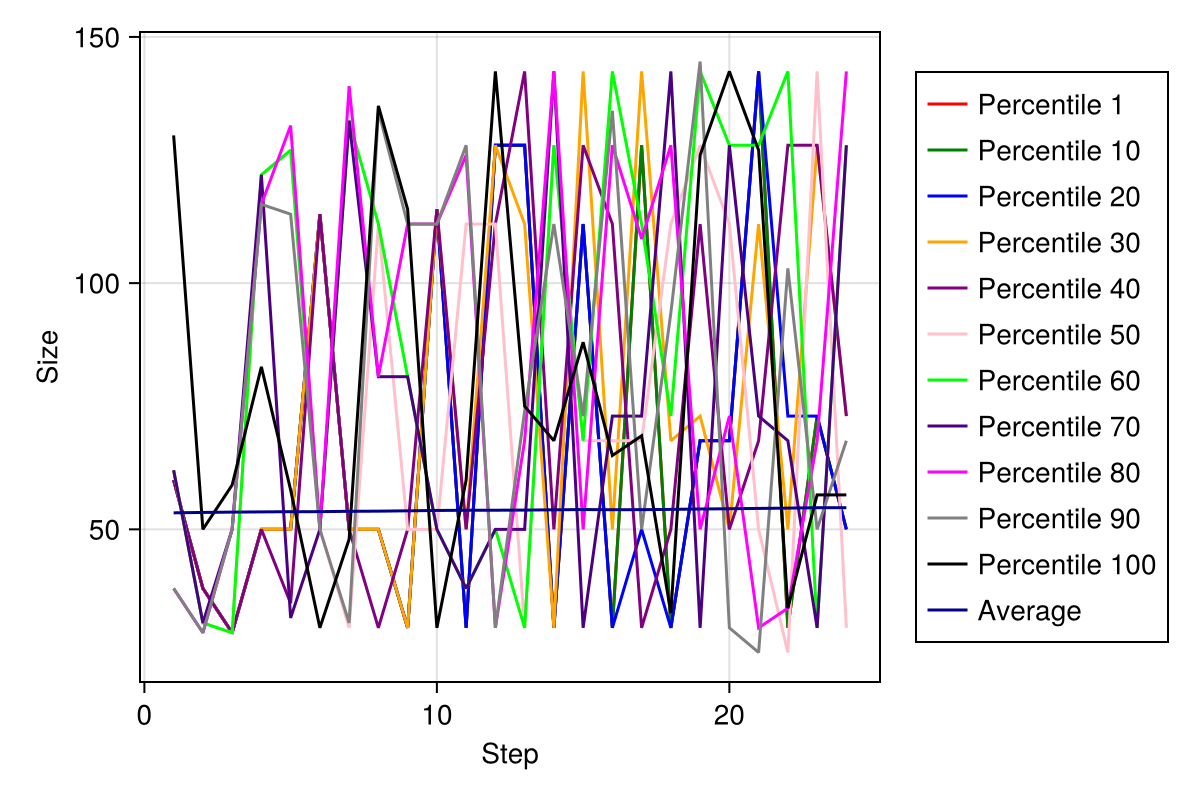 150
100
50
Size
0
10
20
Step
Percentile 1
Percentile 10
Percentile 20
Percentile 30
Percentile 40
Percentile 50
Percentile 60
Percentile 70
Percentile 80
Percentile 90
Percentile 100
Average